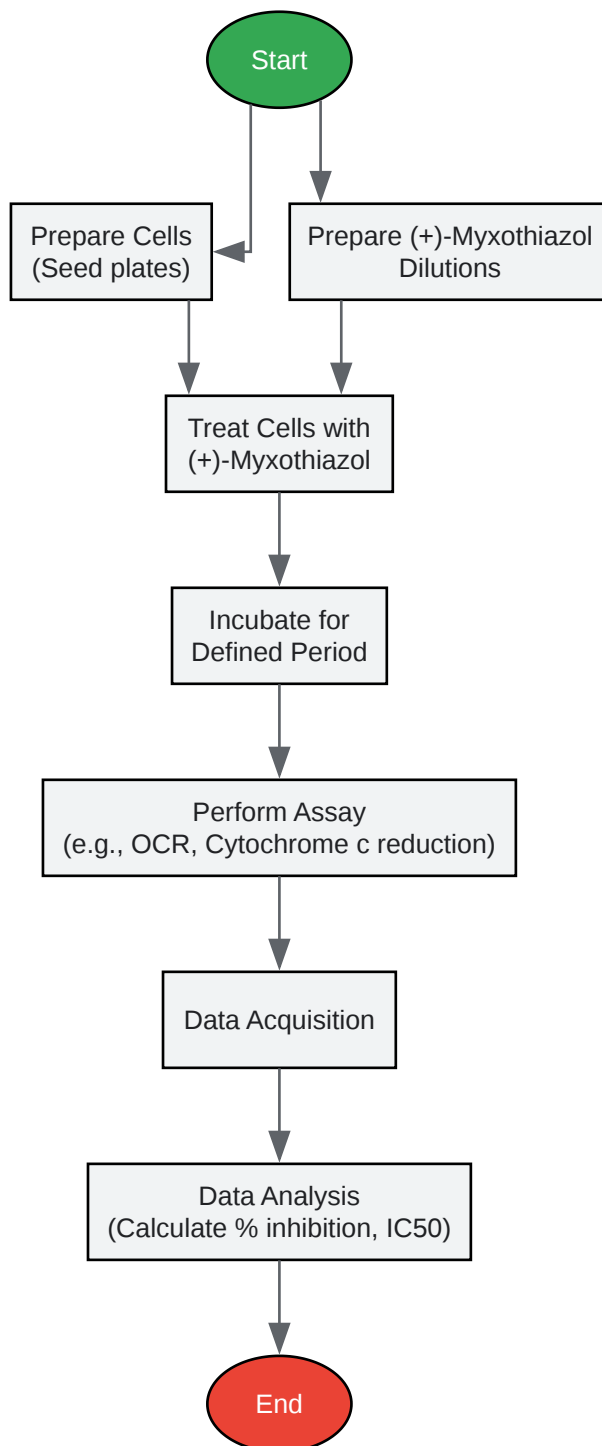 Start
Prepare Cells
(Seed plates)
Prepare (+)-Myxothiazol
Dilutions
Treat Cells with
(+)-Myxothiazol
Incubate for
Defined Period
Perform Assay
(e.g., OCR, Cytochrome c reduction)
Data Acquisition
Data Analysis
(Calculate % inhibition, IC50)
End